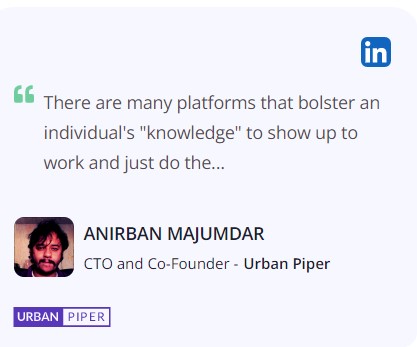 in
There are many platforms that bolster an
individual's "knowledge" to show up to
work and just do the...
ANIRBAN MAJUMDAR
CTO and Co-Founder - Urban Piper
URBAN PIPER